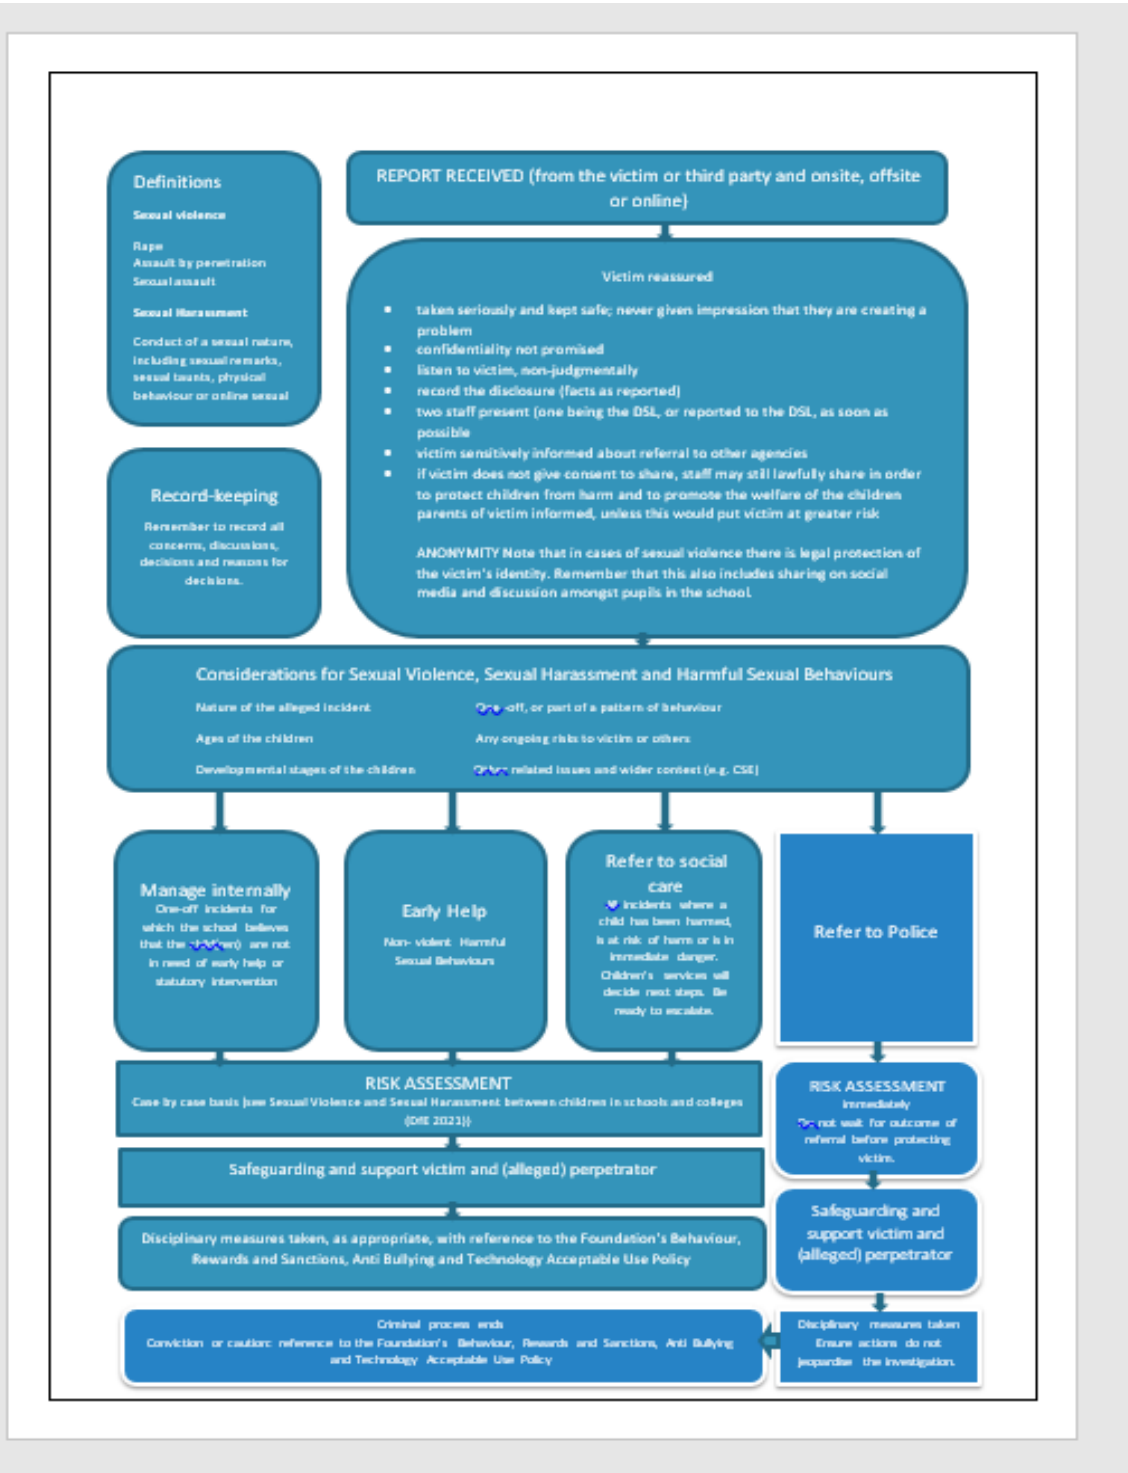 Definitions
Sexual violence
Rape
Assault by penetration
Sexual assault
Sexual Harassment
Conduct of a sexual nature,
including sexual remarks,
sexual taunts, physical
behaviour or online sexual
Record-keeping
Remember to record all
concerns, discussions,
decisions and reasons for
decisions.
REPORT RECEIVED (from the victim or third party and onsite, offsite
or online)
Victim reassured
taken seriously and kept safe; never given impression that they are creating a
problem
confidentiality not promised
listen to victim, non-judgmentally
record the disclosure (facts as reported)
two staff present (one being the DSL, or reported to the DSL, as soon as
possible
victim sensitively informed about referral to other agencies
if victim does not give consent to share, staff may still lawfully share in order
to protect children from harm and to promote the welfare of the children
parents of victim informed, unless this would put victim at greater risk
ANONYMITY Note that in cases of sexual violence there is legal protection of
the victim's identity. Remember that this also includes sharing on social
media and discussion amongst pupils in the school.
Considerations for Sexual Violence, Sexual Harassment and Harmful Sexual Behaviours
Nature of the alleged incident
One-off, or part of a pattern of behaviour
Ages of the children
Any ongoing risks to victim or others
Developmental stages of the children
Other related issues and wider context (e.g. CSE)
Manage internally
One-off incidents for
which the school believes
that the are not
in need of early help or
statutory intervention
Early Help
Non- violent Harmful
Sexual Behaviours
Refer to social
care
incidents where a
child has been harmed,
is at risk of harm or is in
immediate danger.
Children's services will
decide next steps. Be
ready to escalate.
Refer to Police
RISK ASSESSMENT
Case by case basis (see Sexual Violence and Sexual Harassment between children in schools and colleges
(DfE 2021))
Safeguarding and support victim and (alleged) perpetrator
Disciplinary measures taken, as appropriate, with reference to the Foundation's Behaviour,
Rewards and Sanctions, Anti Bullying and Technology Acceptable Use Policy
RISK ASSESSMENT
immediately
Do not wait for outcome of
referral before protecting
victim.
Safeguarding and
support victim and
(alleged) perpetrator
Disciplinary measures taken
Ensure actions do not
jeopardise the investigation.
Criminal process ends
Conviction or caution: reference to the Foundation's Behaviour, Rewards and Sanctions, Anti Bullying
and Technology Acceptable Use Policy